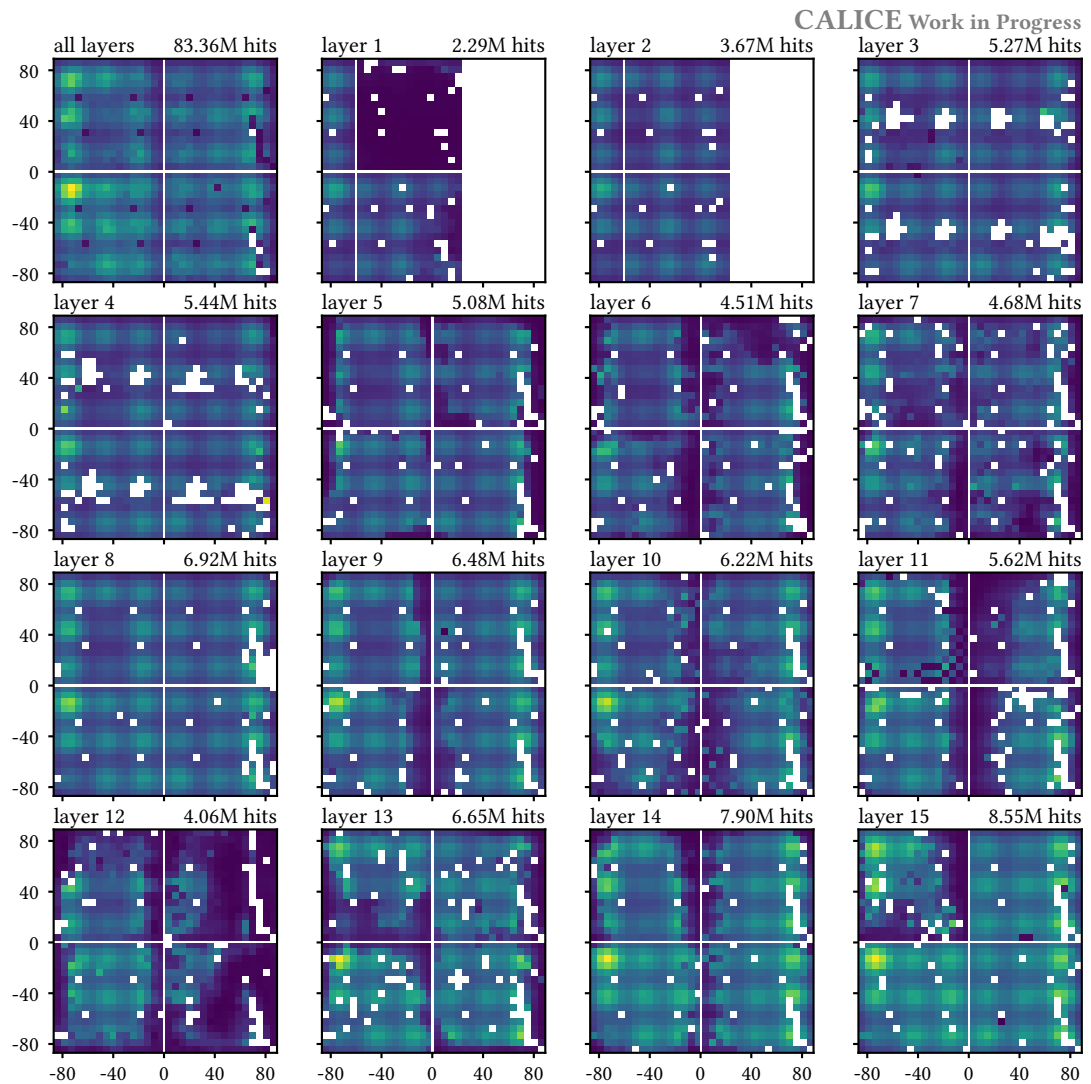 CALICE Work in Progress
all layers 83.36M hits
layer 1 2.29M hits
layer 2 3.67M hits
layer 3 5.27M hits
80
40
0
-40
-80
layer 4 5.44M hits
layer 5 5.08M hits
layer 6 4.51M hits
layer 7 4.68M hits
80
40
0
-40
-80
layer 8 6.92M hits
layer 9 6.48M hits
layer 10 6.22M hits
layer 11 5.62M hits
80
40
0
-40
-80
layer 12 4.06M hits
layer 13 6.65M hits
layer 14 7.90M hits
layer 15 8.55M hits
80
40
0
-40
-80
-80 -40 0 40 80 -80 -40 0 40 80 -80 -40 0 40 80 -80 -40 0 40 80